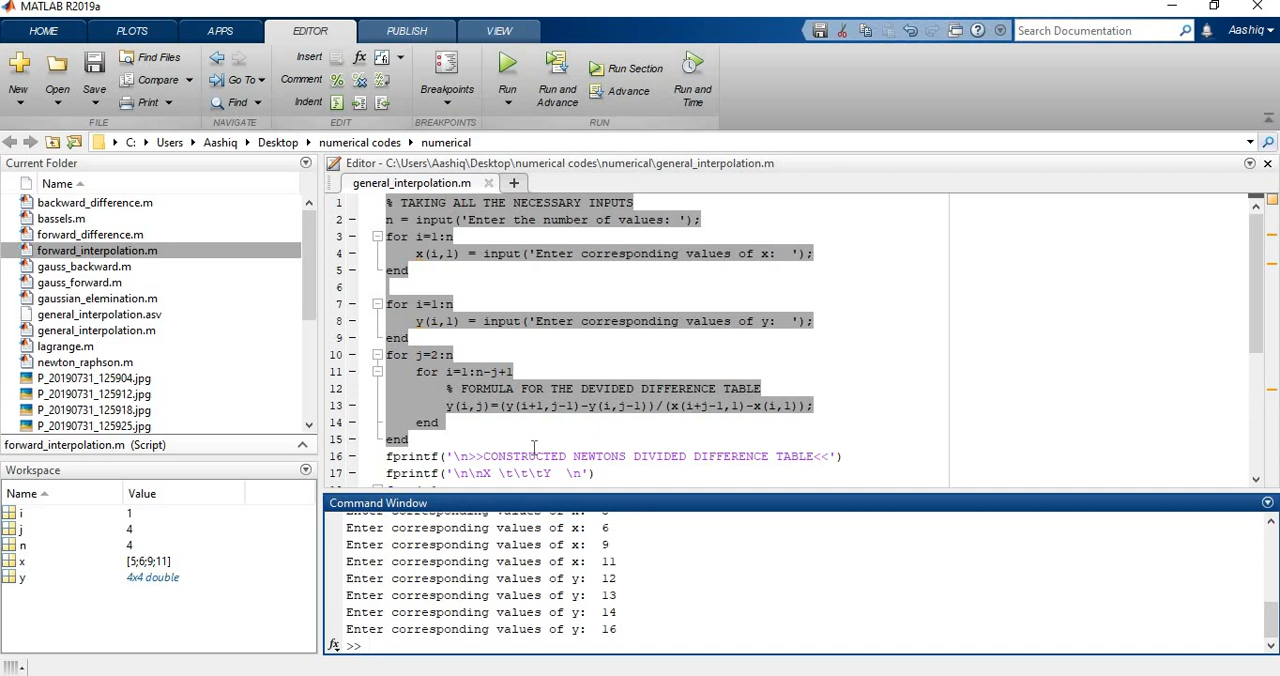 MATLAB R2019a
HOME PLOTS APPS EDITOR PUBLISH VIEW
Search Documentation
Aashiq
New Open Save
Find Files
Compare
Print
FILE
Go To
Find
NAVIGATE
Insert fx
Comment % %
Indent
EDIT
Breakpoints
BREAKPOINTS
Run
Run and
Advance
Run Section
Advance
Run and
Time
RUN
C: Users Aashiq Desktop numerical codes numerical
Current Folder
Name
backward_difference.m
bassels.m
forward_difference.m
forward_interpolation.m
gauss_backward.m
gauss_forward.m
gaussian_elemination.m
general_interpolation.asv
general_interpolation.m
lagrange.m
newton_raphson.m
P_20190731_125904.jpg
P_20190731_125912.jpg
P_20190731_125918.jpg
P_20190731_125925.jpg
forward_interpolation.m (Script)
Workspace
Name Value
i 1
j 4
n 4
x [5;6;9;11]
y 4x4 double
Editor - C:\Users\Aashiq\Desktop\numerical codes\numerical\general_interpolation.m
general_interpolation.m
1 % TAKING ALL THE NECESSARY INPUTS
2 - n = input('Enter the number of values: ');
3 - for i=1:n
4 - x(i,1) = input('Enter corresponding values of x:  ');
5 - end
6
7 - for i=1:n
8 - y(i,1) = input('Enter corresponding values of y:  ');
9 - end
10 - for j=2:n
11 - for i=1:n-j+1
12 % FORMULA FOR THE DEVIDED DIFFERENCE TABLE
13 - y(i,j)=(y(i+1,j-1)-y(i,j-1))/(x(i+j-1,1)-x(i,1));
14 - end
15 - end
16 - fprintf('\n>>CONSTRUCTED NEWTONS DIVIDED DIFFERENCE TABLE<<')
17 - fprintf('\n\nX \t\t\tY  \n')
Command Window
Enter corresponding values of x:
Enter corresponding values of x:  6
Enter corresponding values of x:  9
Enter corresponding values of x:  11
Enter corresponding values of y:  12
Enter corresponding values of y:  13
Enter corresponding values of y:  14
Enter corresponding values of y:  16
fx >>